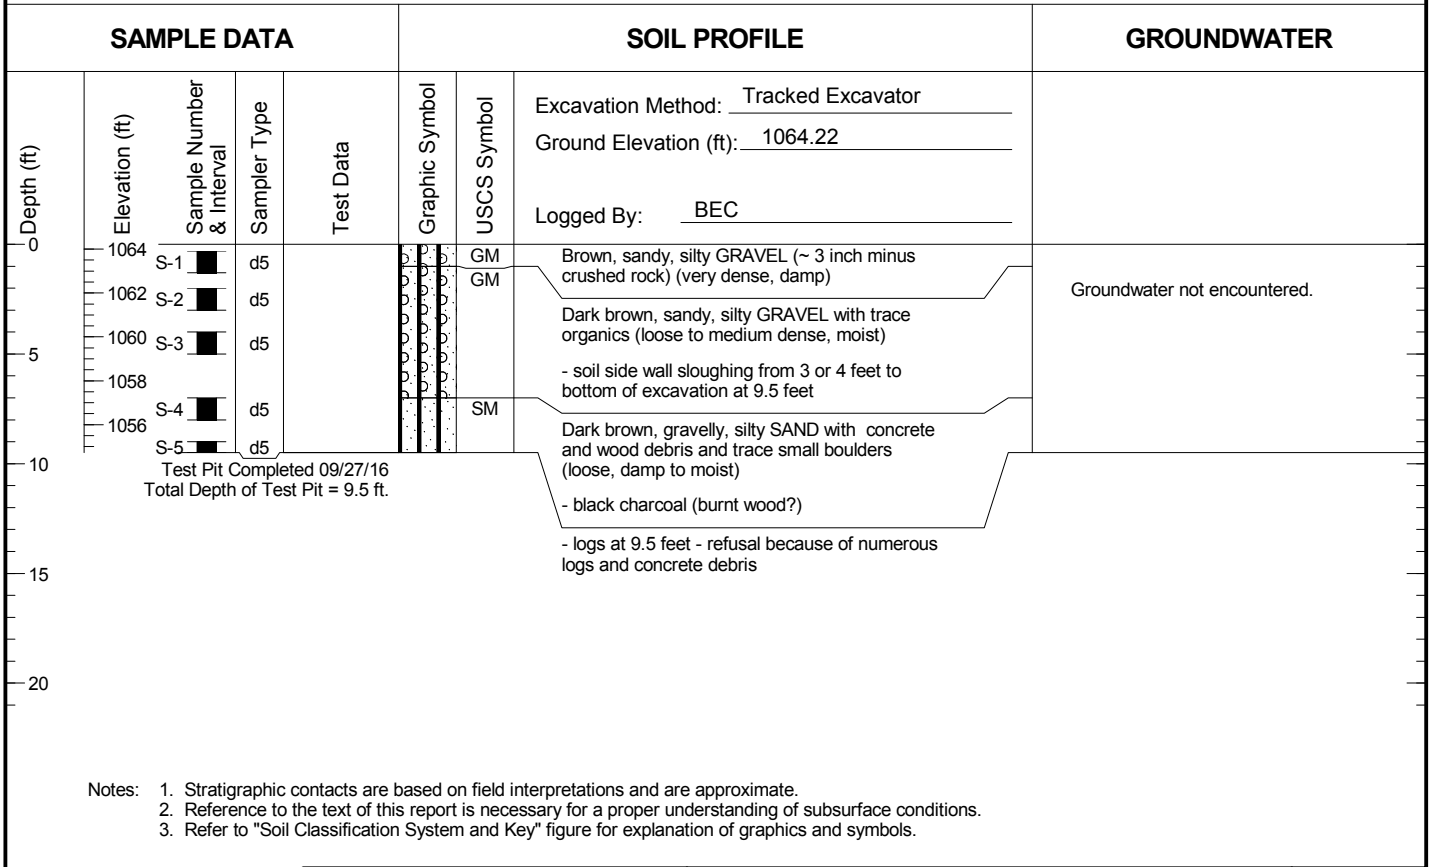 SAMPLE DATA
SOIL PROFILE
GROUNDWATER
Depth (ft)
Elevation (ft)
Sample Number
& Interval
Sampler Type
Test Data
Graphic Symbol
USCS Symbol
Excavation Method: Tracked Excavator
Ground Elevation (ft): 1064.22
Logged By: BEC
0
5
10
15
20
1064
1062
1060
1058
1056
S-1 d5
S-2 d5
S-3 d5
S-4 d5
S-5 d5
GM
GM
SM
Brown, sandy, silty GRAVEL (~ 3 inch minus
crushed rock) (very dense, damp)
Dark brown, sandy, silty GRAVEL with trace
organics (loose to medium dense, moist)
- soil side wall sloughing from 3 or 4 feet to
bottom of excavation at 9.5 feet
Dark brown, gravelly, silty SAND with concrete
and wood debris and trace small boulders
(loose, damp to moist)
- black charcoal (burnt wood?)
- logs at 9.5 feet - refusal because of numerous
logs and concrete debris
Groundwater not encountered.
Test Pit Completed 09/27/16
Total Depth of Test Pit = 9.5 ft.
Notes: 1. Stratigraphic contacts are based on field interpretations and are approximate.
2. Reference to the text of this report is necessary for a proper understanding of subsurface conditions.
3. Refer to "Soil Classification System and Key" figure for explanation of graphics and symbols.